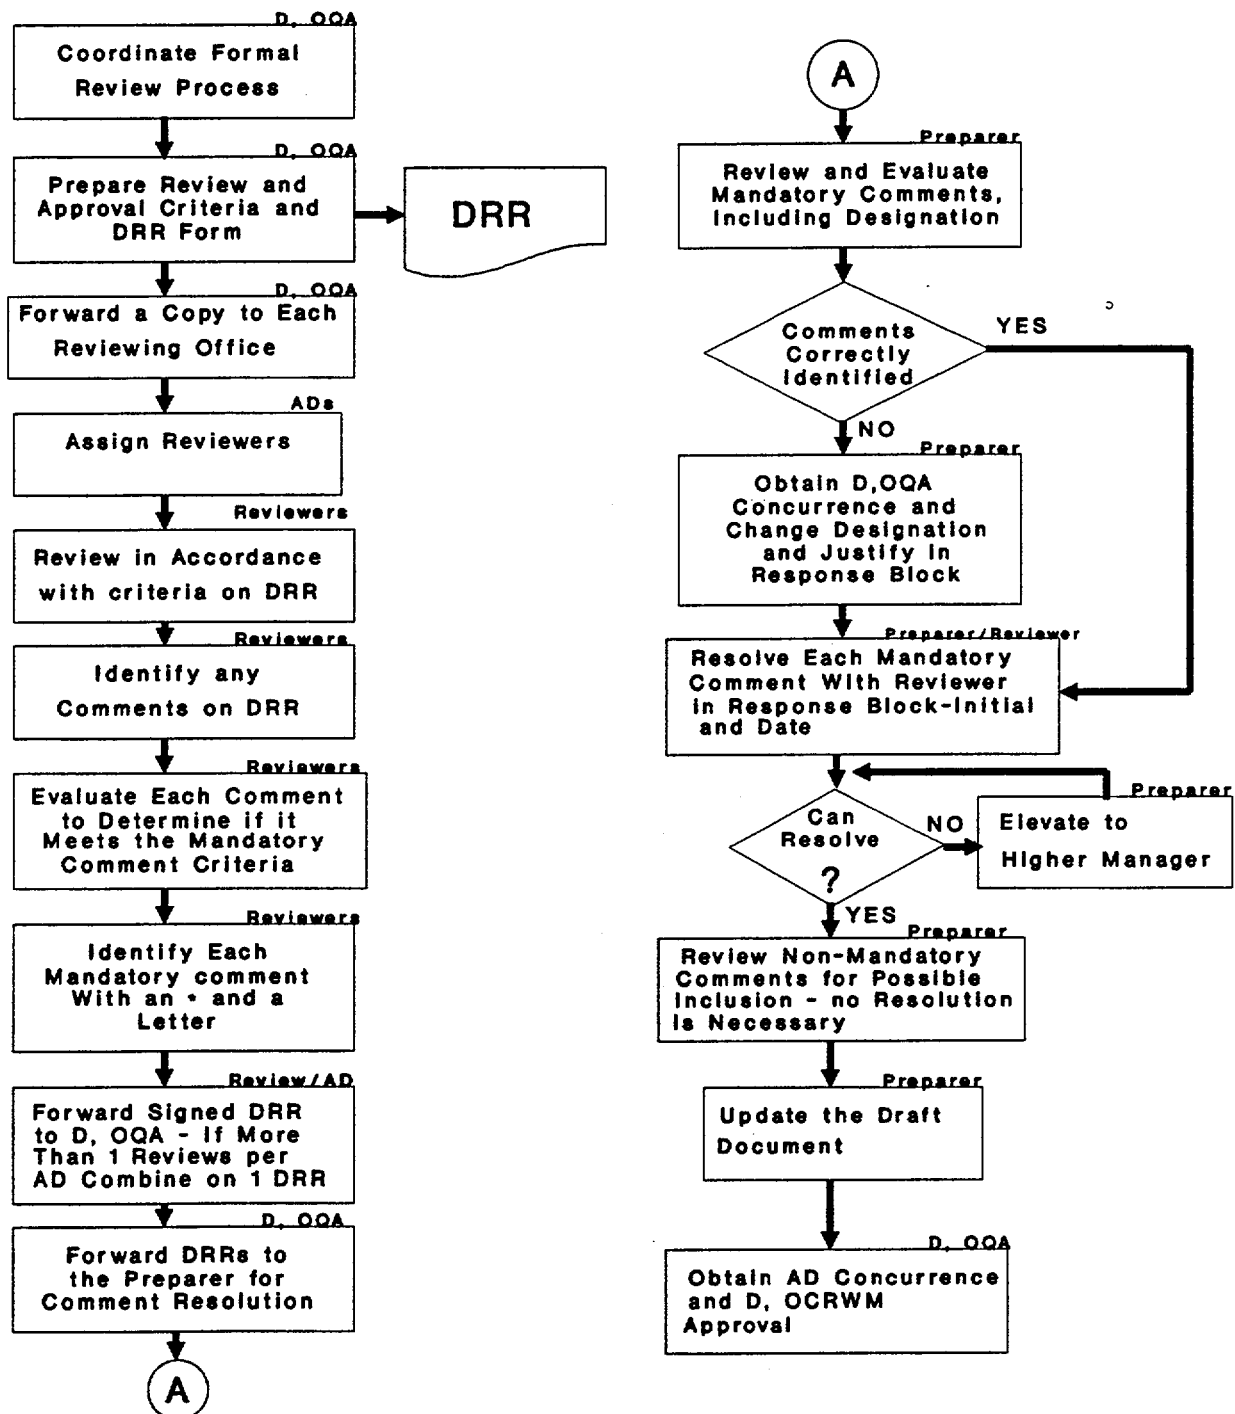 D, OQA
Coordinate Formal
Review Process
D, OQA
Prepare Review and
Approval Criteria and
DRR Form
DRR
D, OQA
Forward a Copy to Each
Reviewing Office
ADs
Assign Reviewers
Reviewers
Review in Accordance
with criteria on DRR
Reviewers
Identify any
Comments on DRR
Reviewers
Evaluate Each Comment
to Determine if it
Meets the Mandatory
Comment Criteria
Reviewers
Identify Each
Mandatory comment
With an * and a
Letter
Review/AD
Forward Signed DRR
to D, OQA - If More
Than 1 Reviews per
AD Combine on 1 DRR
D, OQA
Forward DRRs to
the Preparer for
Comment Resolution
A
A
Preparer
Review and Evaluate
Mandatory Comments,
Including Designation
Comments
Correctly
Identified
YES
NO
Preparer
Obtain D,OQA
Concurrence and
Change Designation
and Justify in
Response Block
Preparer/Reviewer
Resolve Each Mandatory
Comment With Reviewer
in Response Block-Initial
and Date
Can
Resolve
?
NO
Preparer
Elevate to
Higher Manager
YES
Preparer
Review Non-Mandatory
Comments for Possible
Inclusion - no Resolution
Is Necessary
Preparer
Update the Draft
Document
D, OQA
Obtain AD Concurrence
and D, OCRWM
Approval